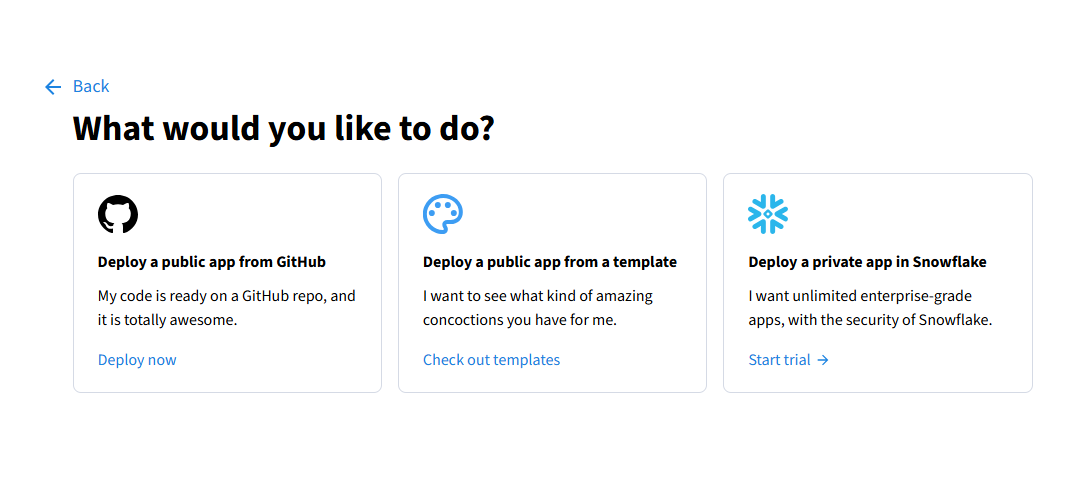 Back
What would you like to do?
Deploy a public app from GitHub
My code is ready on a GitHub repo, and
it is totally awesome.
Deploy now
Deploy a public app from a template
I want to see what kind of amazing
concoctions you have for me.
Check out templates
Deploy a private app in Snowflake
I want unlimited enterprise-grade
apps, with the security of Snowflake.
Start trial